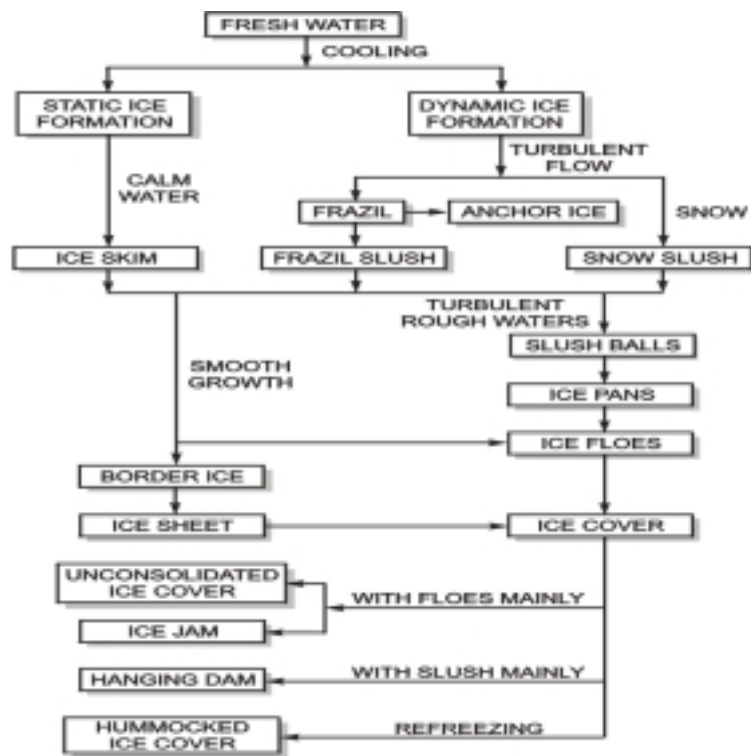 FRESH WATER
COOLING
STATIC ICE
FORMATION
DYNAMIC ICE
FORMATION
TURBULENT
FLOW
CALM
WATER
FRAZIL
ANCHOR ICE
SNOW
ICE SKIM
FRAZIL SLUSH
SNOW SLUSH
TURBULENT
ROUGH WATERS
SLUSH BALLS
SMOOTH
GROWTH
ICE PANS
ICE FLOES
BORDER ICE
ICE SHEET
ICE COVER
UNCONSOLIDATED
ICE COVER
WITH FLOES MAINLY
ICE JAM
HANGING DAM
WITH SLUSH MAINLY
HUMMOCKED
ICE COVER
REFREEZING